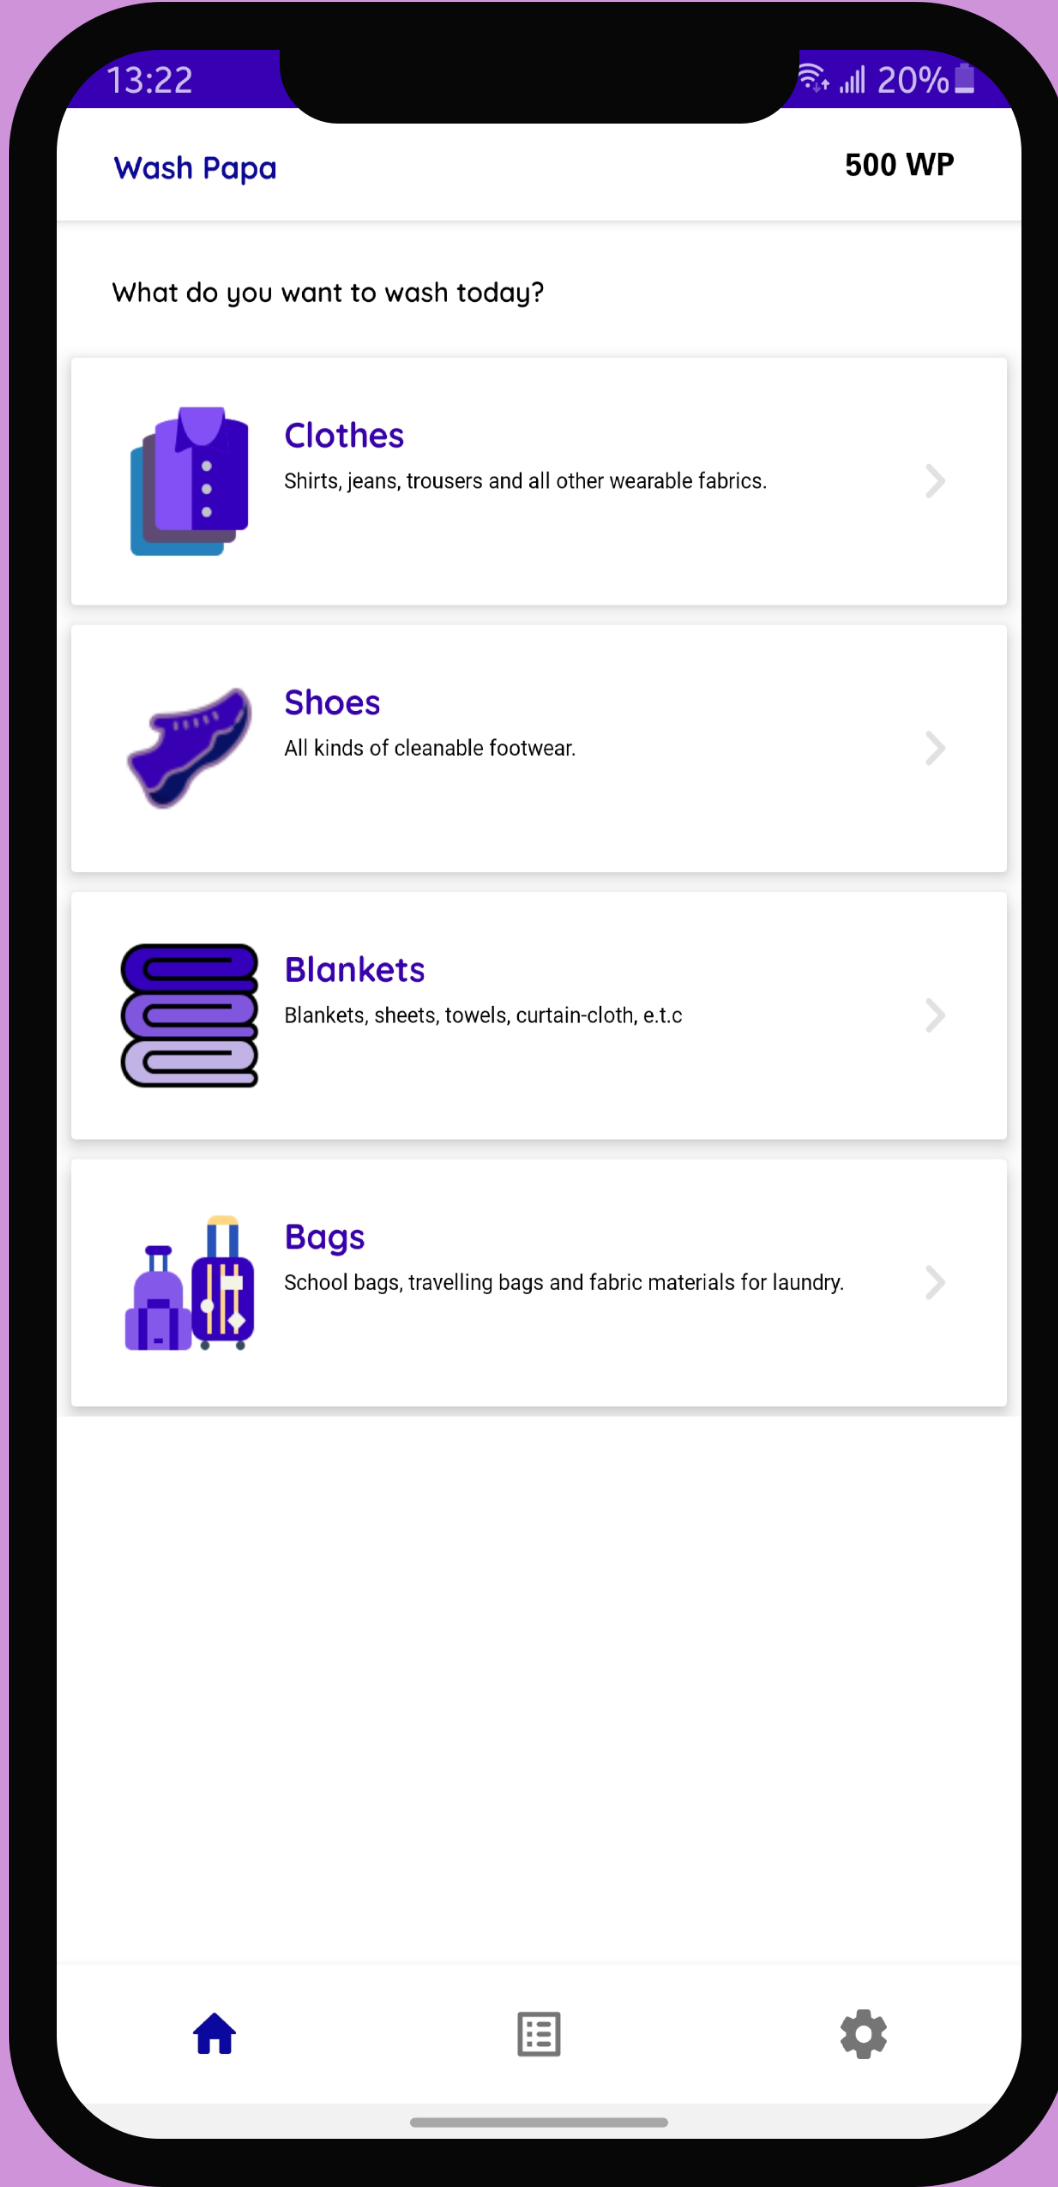 13:22 20%
Wash Papa 500 WP
What do you want to wash today?
Clothes
Shirts, jeans, trousers and all other wearable fabrics.
Shoes
All kinds of cleanable footwear.
Blankets
Blankets, sheets, towels, curtain-cloth, e.t.c
Bags
School bags, travelling bags and fabric materials for laundry.